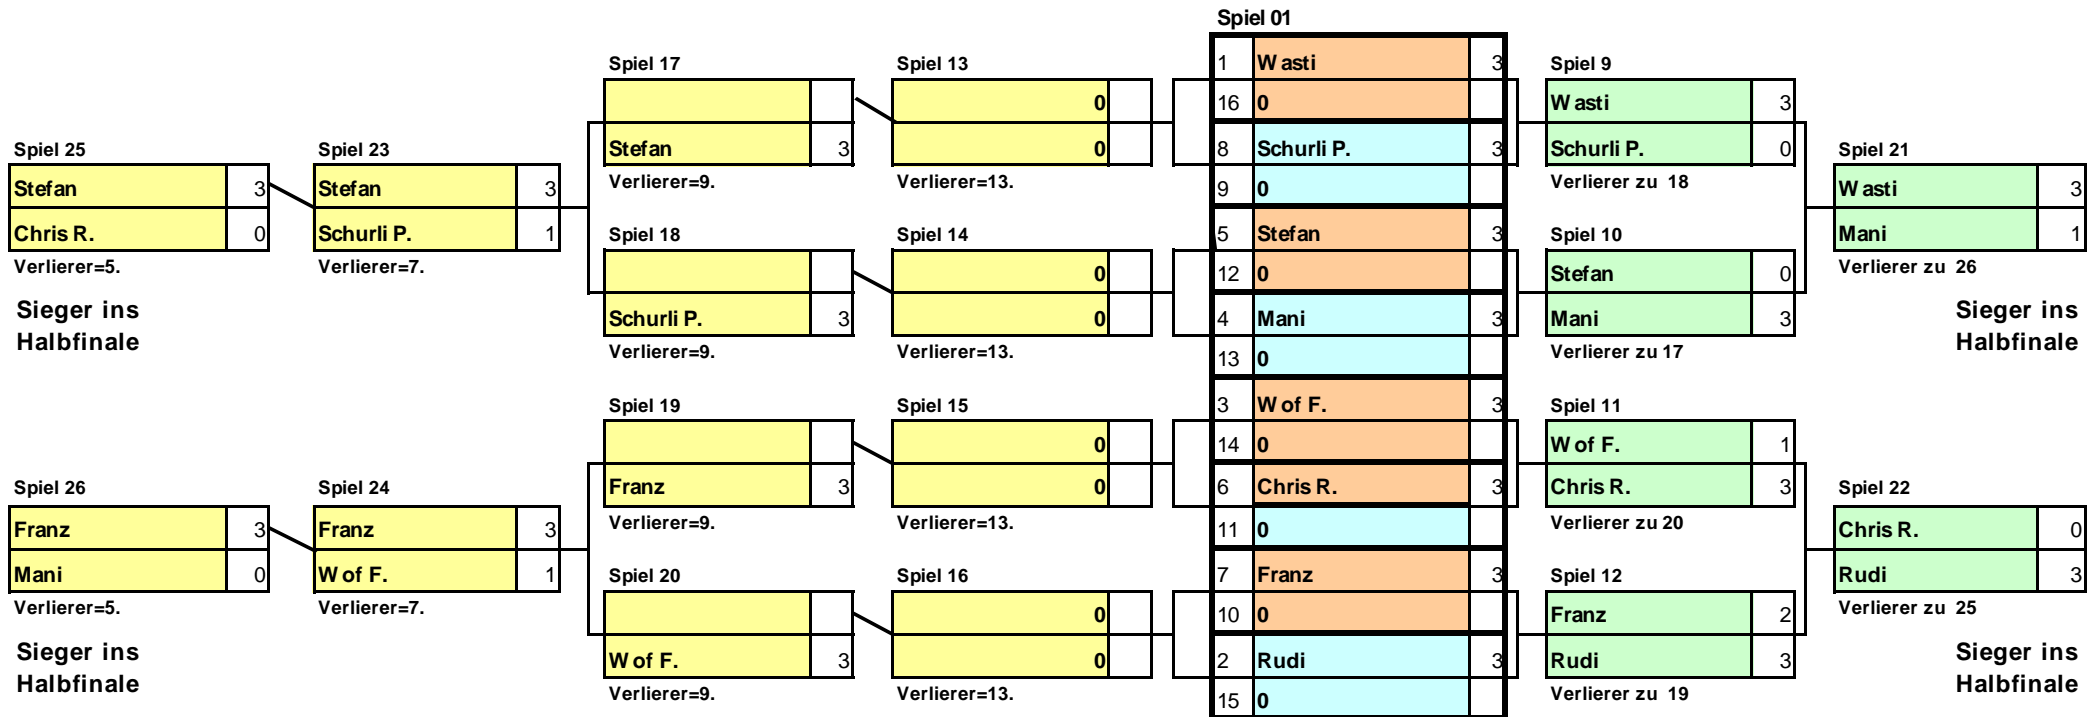 Spiel 01
Spiel 17 Spiel 13 1 Wasti 3 Spiel 9
0 16 0 Wasti 3
Spiel 25 Spiel 23 Stefan 3 0 8 Schurli P. 3 Schurli P. 0 Spiel 21
Stefan 3 Stefan 3 Verlierer=9. Verlierer=13. 9 0 Verlierer zu 18 Wasti 3
Chris R. 0 Schurli P. 1 Spiel 18 Spiel 14 5 Stefan 3 Spiel 10 Mani 1
Verlierer=5. Verlierer=7. 0 12 0 Stefan 0 Verlierer zu 26
Sieger ins Schurli P. 3 0 4 Mani 3 Mani 3 Sieger ins
Halbfinale Verlierer=9. Verlierer=13. 13 0 Verlierer zu 17 Halbfinale
Spiel 19 Spiel 15 3 Wof F. 3 Spiel 11
0 14 0 Wof F. 1
Spiel 26 Spiel 24 Franz 3 0 6 Chris R. 3 Chris R. 3 Spiel 22
Franz 3 Franz 3 Verlierer=9. Verlierer=13. 11 0 Verlierer zu 20 Chris R. 0
Mani 0 Wof F. 1 Spiel 20 Spiel 16 7 Franz 3 Spiel 12 Rudi 3
Verlierer=5. Verlierer=7. 0 10 0 Franz 2 Verlierer zu 25
Sieger ins Wof F. 3 0 2 Rudi 3 Rudi 3 Sieger ins
Halbfinale Verlierer=9. Verlierer=13. 15 0 Verlierer zu 19 Halbfinale